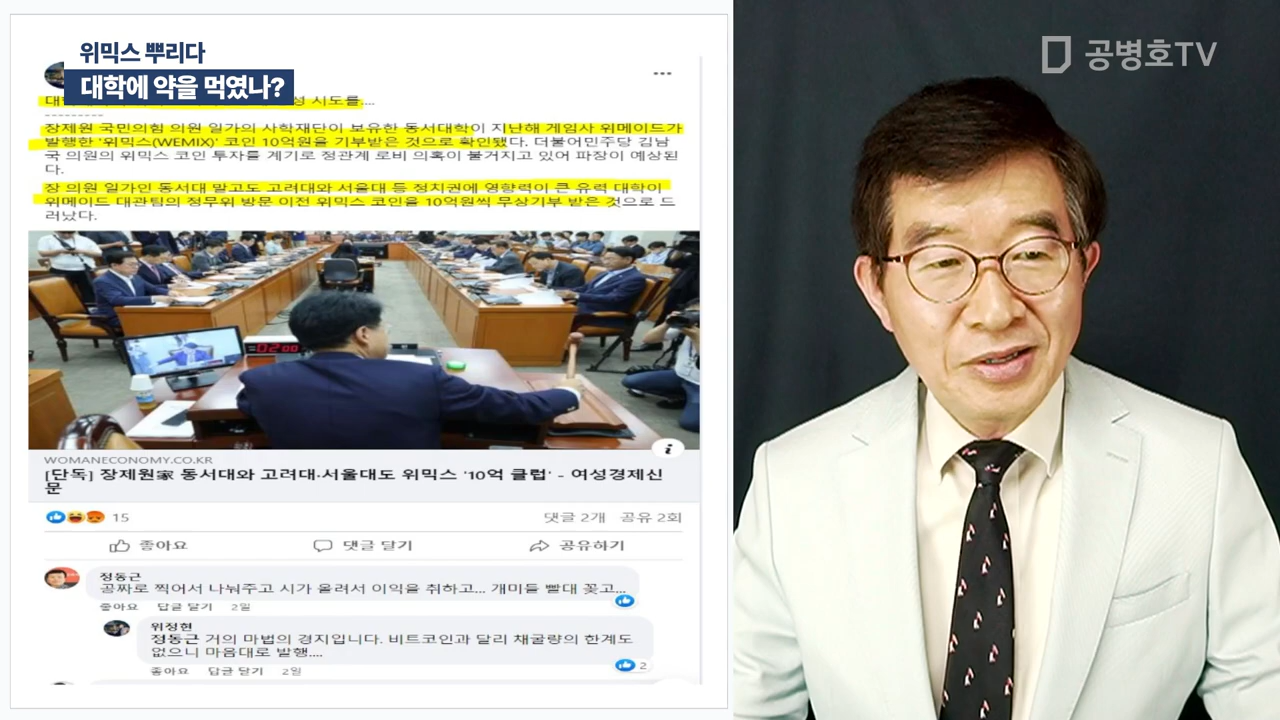 위믹스 뿌리다
대학에 약을 먹였나?
공병호TV
성 시도를....
---------
장제원 국민의힘 의원 일가의 사학재단이 보유한 동서대학이 지난해 게임사 위메이드가
발행한 '위믹스(WEMIX)' 코인 10억원을 기부받은 것으로 확인됐다. 더불어민주당 김남
국 의원의 위믹스 코인 투자를 계기로 정관계 로비 의혹이 불거지고 있어 파장이 예상된
다.
장 의원 일가인 동서대 말고도 고려대와 서울대 등 정치권에 영향력이 큰 유력 대학이
위메이드 대관팀의 정무위 방문 이전 위믹스 코인을 10억원씩 무상기부 받은 것으로 드
러났다.
02:00
WOMANECONOMY.CO.KR
[단독] 장제원家 동서대와 고려대·서울대도 위믹스 '10억 클럽' - 여성경제신
문
15
댓글 2개 공유 2회
좋아요 댓글 달기 공유하기
정동근
공짜로 찍어서 나눠주고 시가 올려서 이익을 취하고... 개미들 빨대 꽂고...
좋아요 답글 달기 2일
위정현
정동근 거의 마법의 경지입니다. 비트코인과 달리 채굴량의 한계도
없으니 마음대로 발행....
좋아요 답글 달기 2일
2